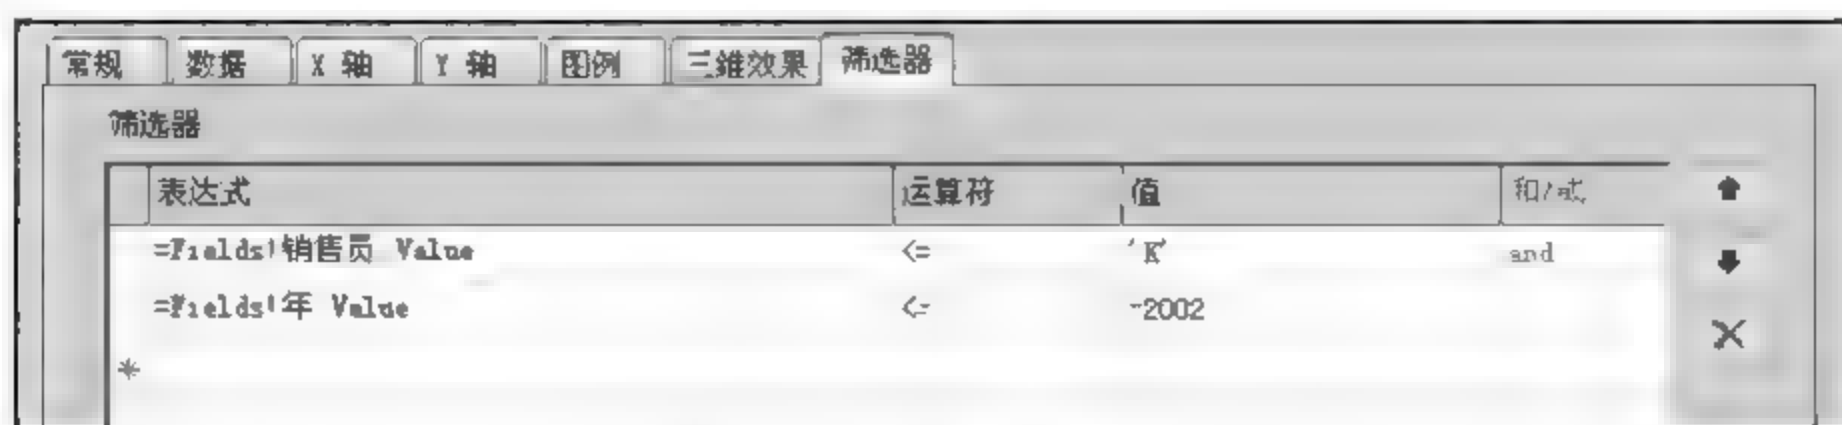 常规 数据 X 轴 Y 轴 图例 三维效果 筛选器
筛选器
表达式 运算符 值 和/或
=Fields!销售员 Value <= 'K' and
=Fields!年 Value <= =2002
*